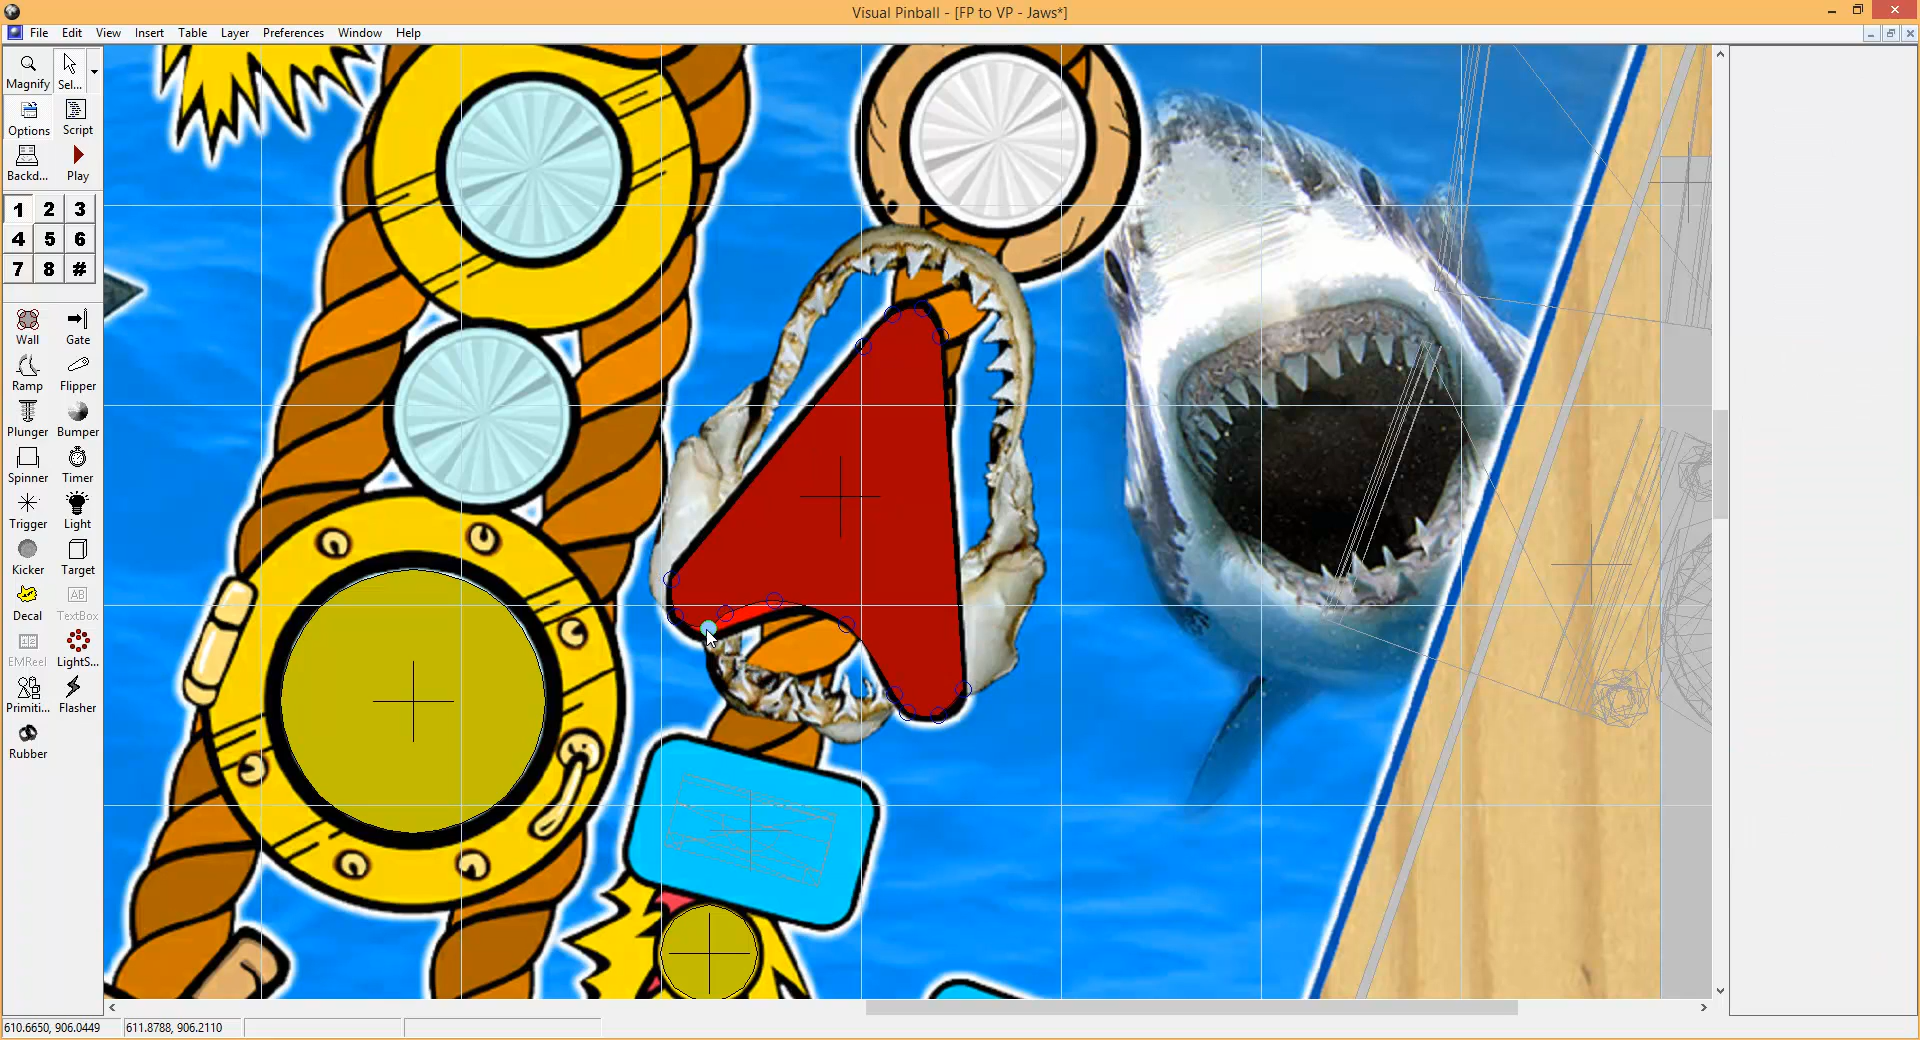 Visual Pinball - [FP to VP - Jaws*]
File Edit View Insert Table Layer Preferences Window Help
Magnify Sel...
Options Script
Backd... Play
1 2 3
4 5 6
7 8 #
Wall Gate
Ramp Flipper
Plunger Bumper
Spinner Timer
Trigger Light
Kicker Target
AB
Decal TextBox
EMReel LightS...
Primiti... Flasher
Rubber
610.6650, 906.0449 611.8788, 906.2110